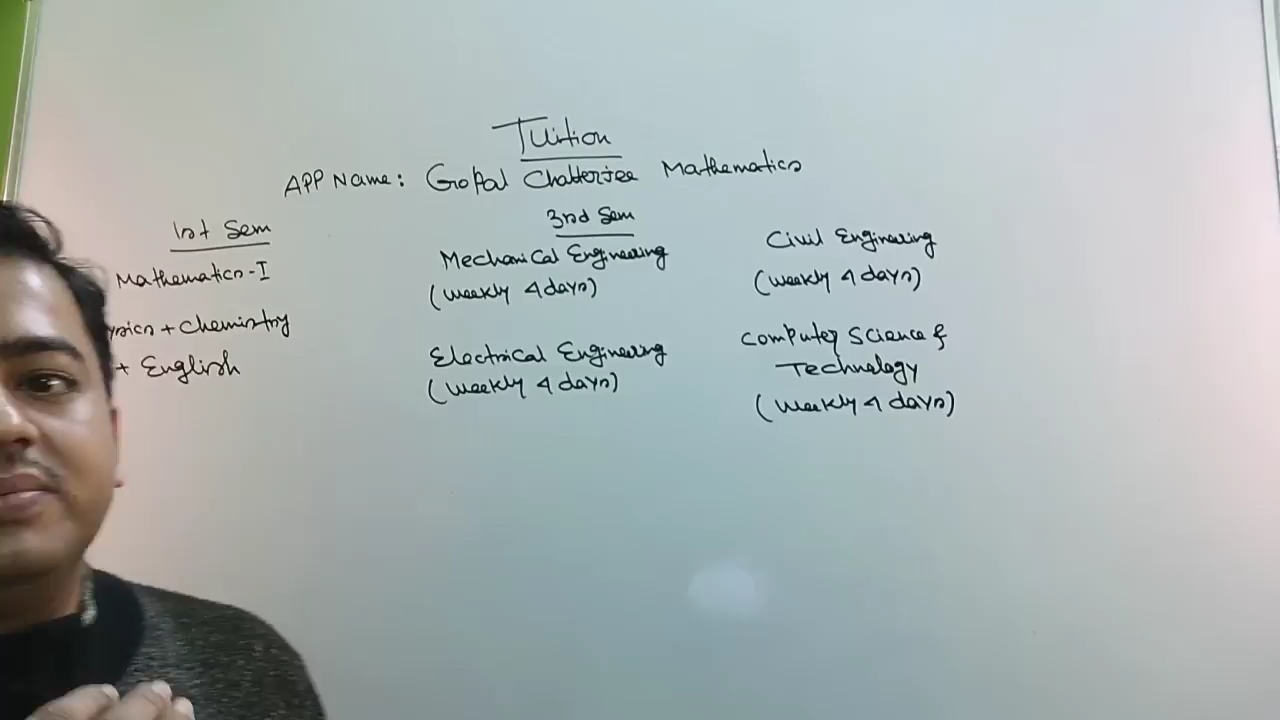 Tuition
APP Name: Gopal Chatterjee Mathematics
1st Sem
Mathematics-I
+ Chemistry
+ English
3rd Sem
Mechanical Engineering
(weekly 4 days)
Electrical Engineering
(weekly 4 days)
Civil Engineering
(weekly 4 days)
Computer Science &
Technology
(weekly 4 days)